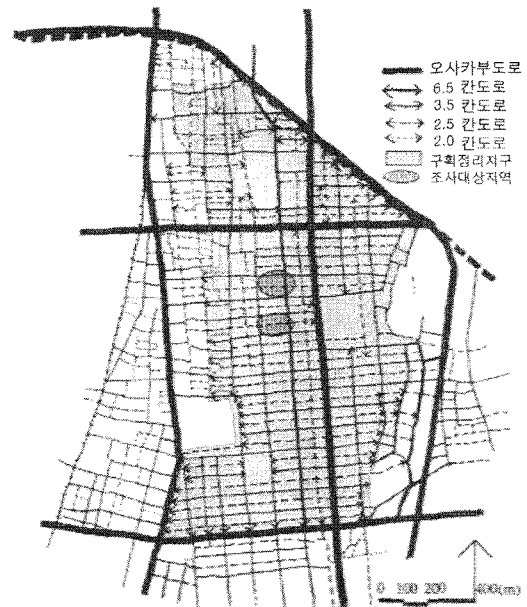 오사카부도로
6.5 칸도로
3.5 칸도로
2.5 칸도로
2.0 칸도로
구획정리지구
조사대상지역
0 100 200 400(m)